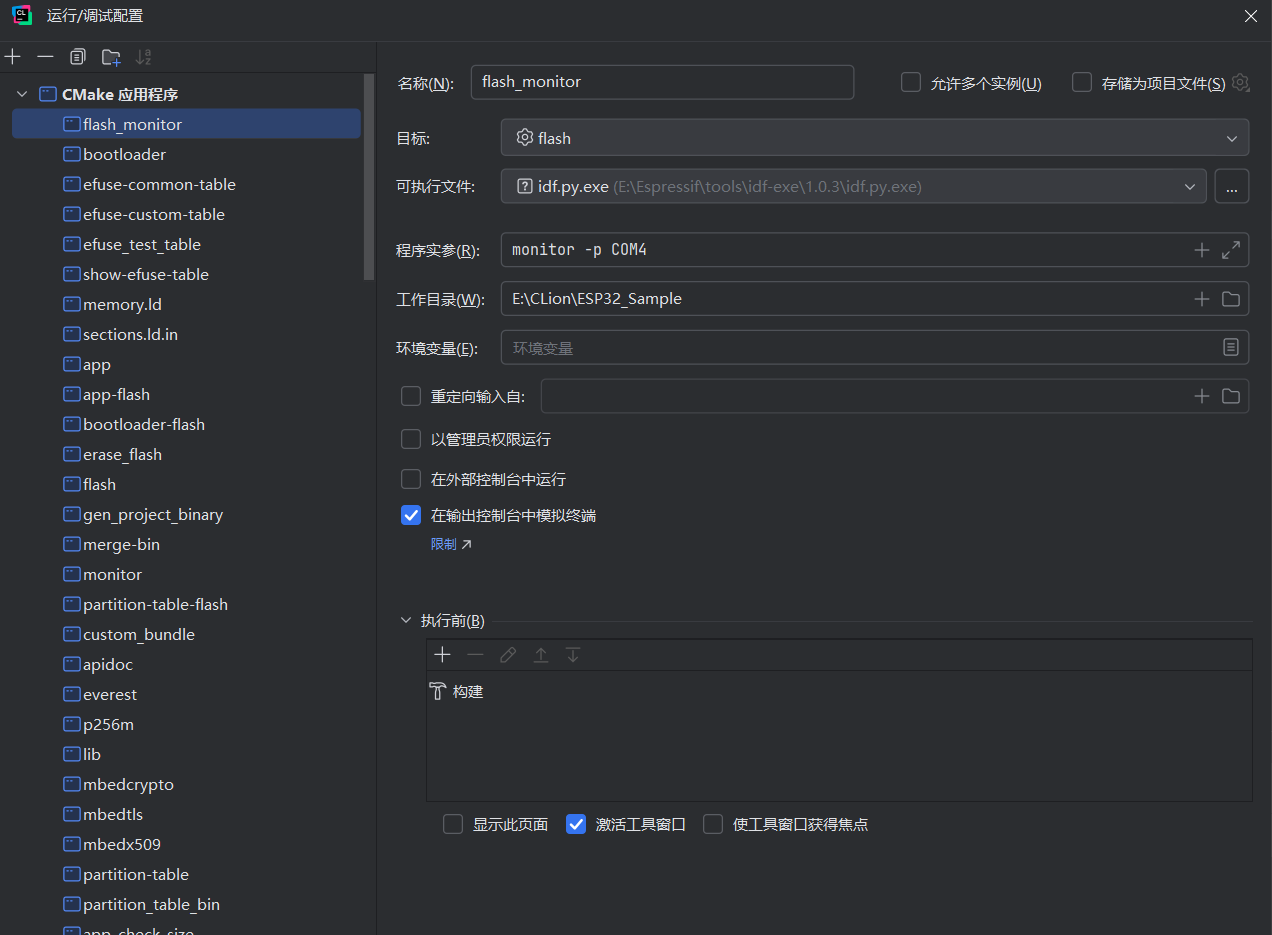 运行/调试配置
CMake 应用程序
flash_monitor
bootloader
efuse-common-table
efuse-custom-table
efuse_test_table
show-efuse-table
memory.ld
sections.ld.in
app
app-flash
bootloader-flash
erase_flash
flash
gen_project_binary
merge-bin
monitor
partition-table-flash
custom_bundle
apidoc
everest
p256m
lib
mbedcrypto
mbedtls
mbedx509
partition-table
partition_table_bin
app_check_size
名称(N): flash_monitor 允许多个实例(U) 存储为项目文件(S)
目标: flash
可执行文件: idf.py.exe (E:\Espressif\tools\idf-exe\1.0.3\idf.py.exe) ...
程序实参(R): monitor -p COM4
工作目录(W): E:\CLion\ESP32_Sample
环境变量(E): 环境变量
重定向输入自:
以管理员权限运行
在外部控制台中运行
在输出控制台中模拟终端
限制
执行前(B)
构建
显示此页面 激活工具窗口 使工具窗口获得焦点